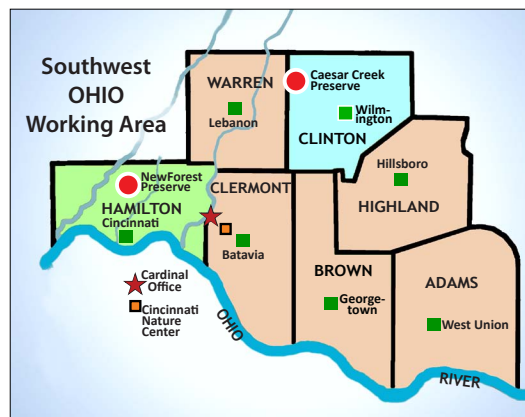 Southwest
OHIO
Working Area
WARREN
Lebanon
Caesar Creek
Preserve
Wilm-
ington
CLINTON
Hillsboro
HIGHLAND
NewForest
Preserve
HAMILTON
Cincinnati
CLERMONT
Batavia
BROWN
George-
town
ADAMS
West Union
Cardinal
Office
Cincinnati
Nature
Center
OHIO
RIVER